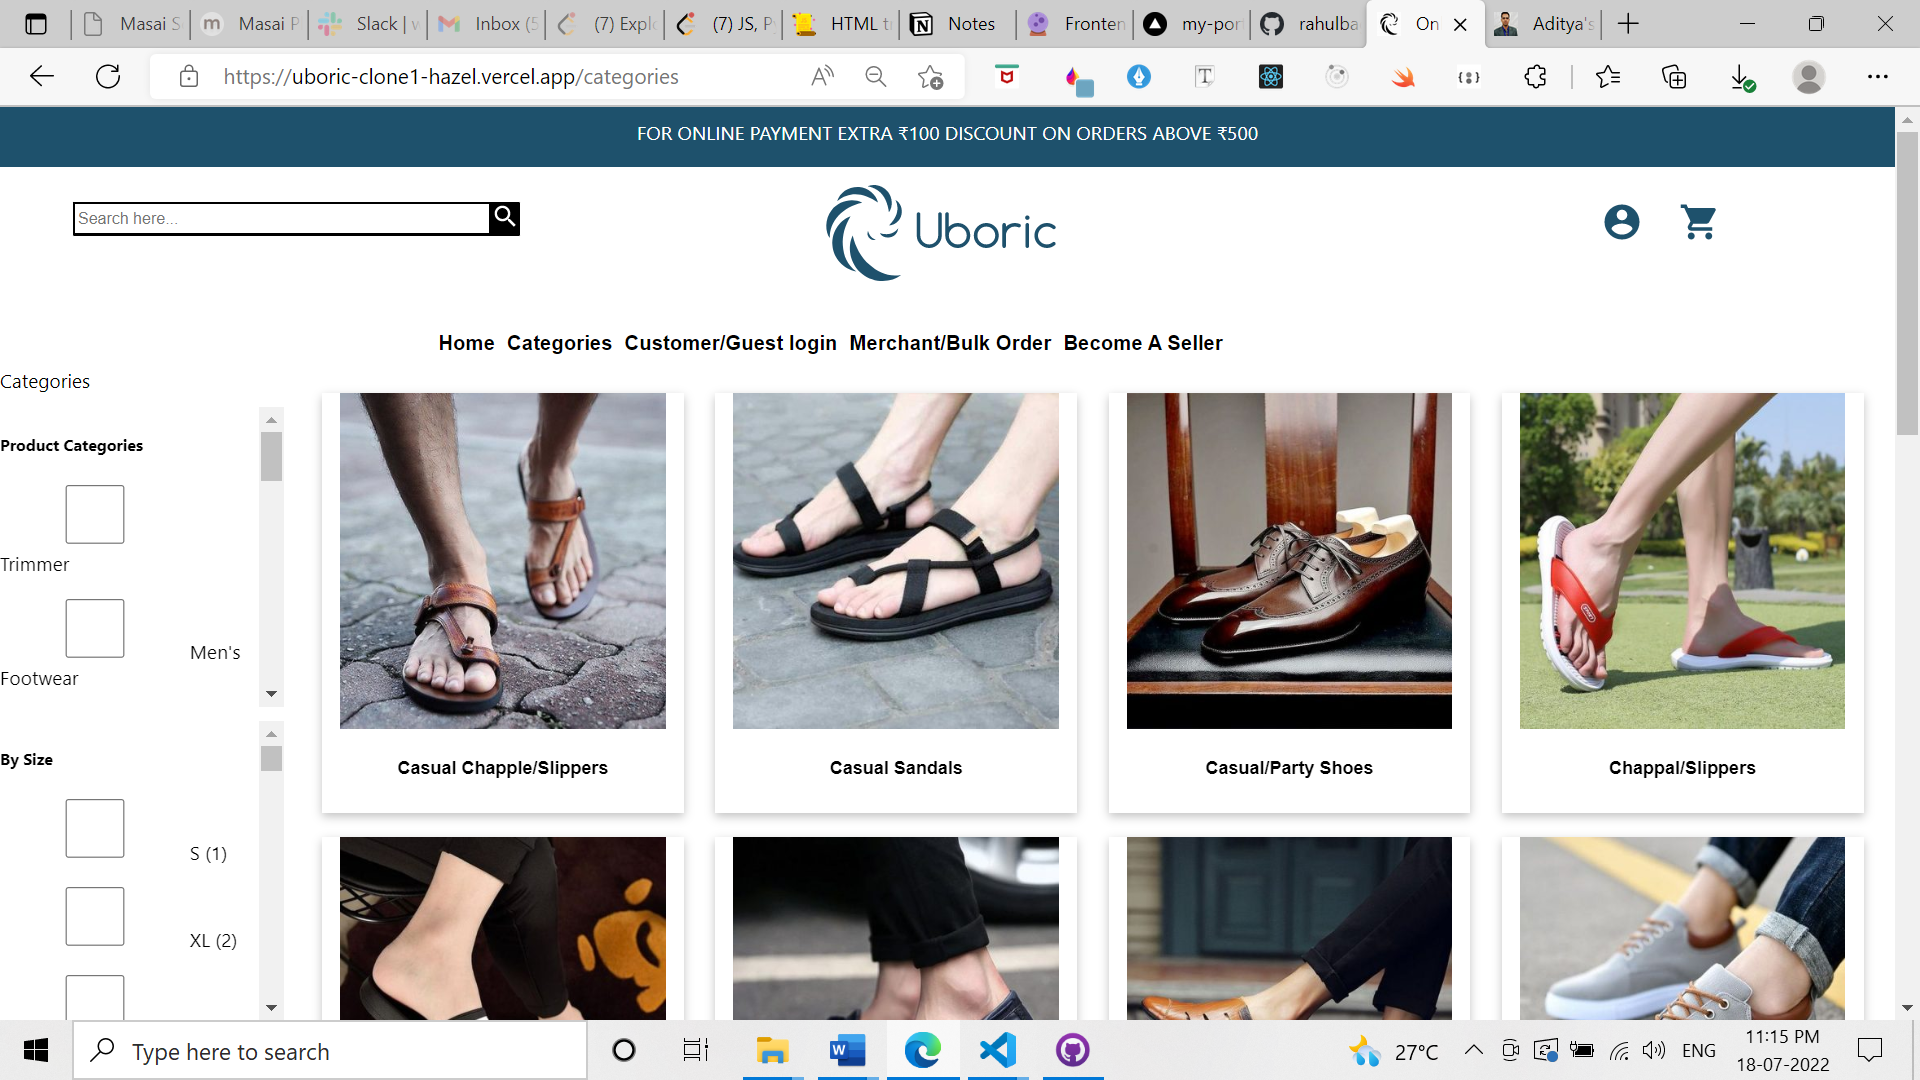 Masai S
m Masai P
Slack | w
Inbox (5
(7) Explo
(7) JS, Py
HTML tr
Notes
Fronten
my-port
rahulba
On
Aditya's
https://uboric-clone1-hazel.vercel.app/categories
FOR ONLINE PAYMENT EXTRA ₹100 DISCOUNT ON ORDERS ABOVE ₹500
Search here...
Uboric
Home Categories Customer/Guest login Merchant/Bulk Order Become A Seller
Categories
Product Categories
Trimmer
Men's
Footwear
By Size
S (1)
XL (2)
Casual Chapple/Slippers
Casual Sandals
Casual/Party Shoes
Chappal/Slippers
Type here to search
27°C
ENG
11:15 PM
18-07-2022